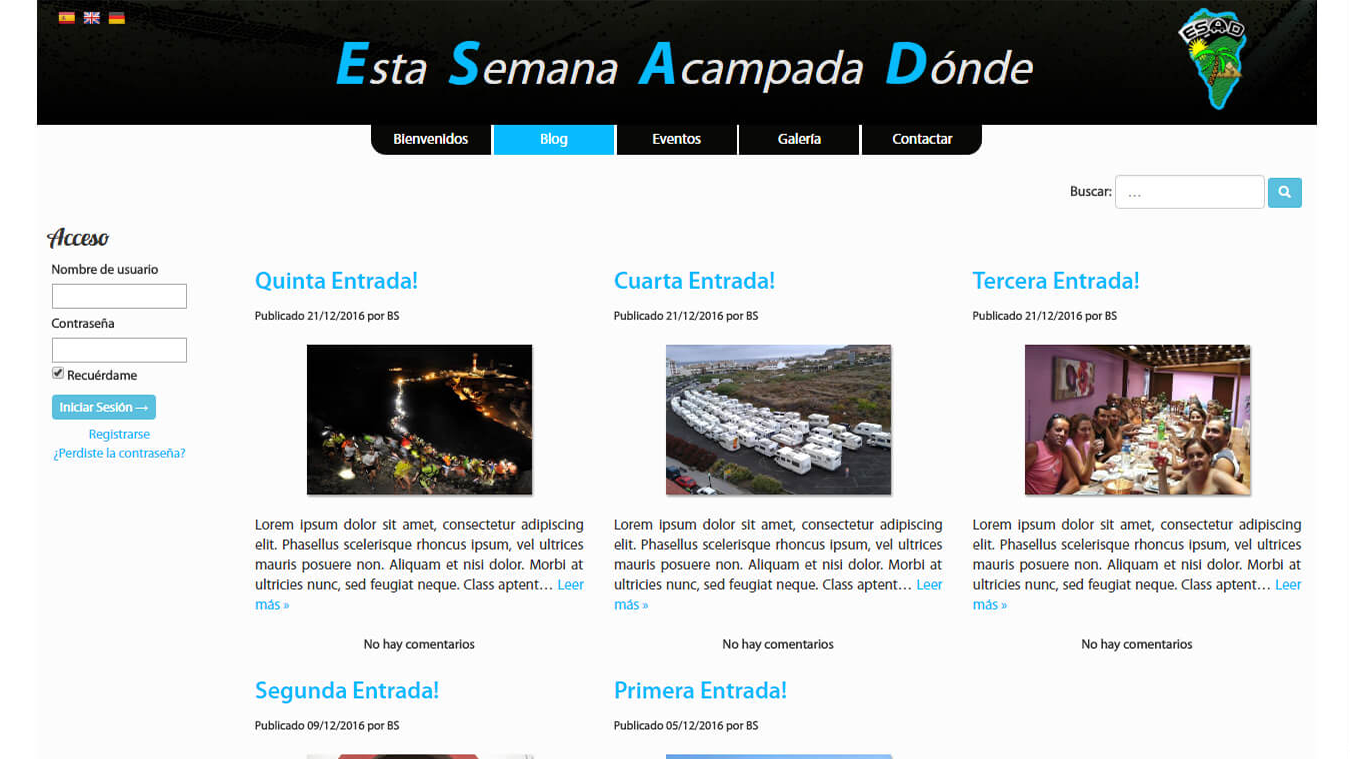 Esta Semana Acampada Dónde
ESAD
Bienvenidos Blog Eventos Galería Contactar
Buscar: ...
Acceso
Nombre de usuario
Contraseña
Recuérdame
Iniciar Sesión →
Registrarse
¿Perdiste la contraseña?
Quinta Entrada!
Publicado 21/12/2016 por BS
Lorem ipsum dolor sit amet, consectetur adipiscing
elit. Phasellus scelerisque rhoncus ipsum, vel ultrices
mauris posuere non. Aliquam et nisi dolor. Morbi at
ultricies nunc, sed feugiat neque. Class aptent… Leer
más »
No hay comentarios
Cuarta Entrada!
Publicado 21/12/2016 por BS
Lorem ipsum dolor sit amet, consectetur adipiscing
elit. Phasellus scelerisque rhoncus ipsum, vel ultrices
mauris posuere non. Aliquam et nisi dolor. Morbi at
ultricies nunc, sed feugiat neque. Class aptent… Leer
más »
No hay comentarios
Tercera Entrada!
Publicado 21/12/2016 por BS
Lorem ipsum dolor sit amet, consectetur adipiscing
elit. Phasellus scelerisque rhoncus ipsum, vel ultrices
mauris posuere non. Aliquam et nisi dolor. Morbi at
ultricies nunc, sed feugiat neque. Class aptent… Leer
más »
No hay comentarios
Segunda Entrada!
Publicado 09/12/2016 por BS
Primera Entrada!
Publicado 05/12/2016 por BS